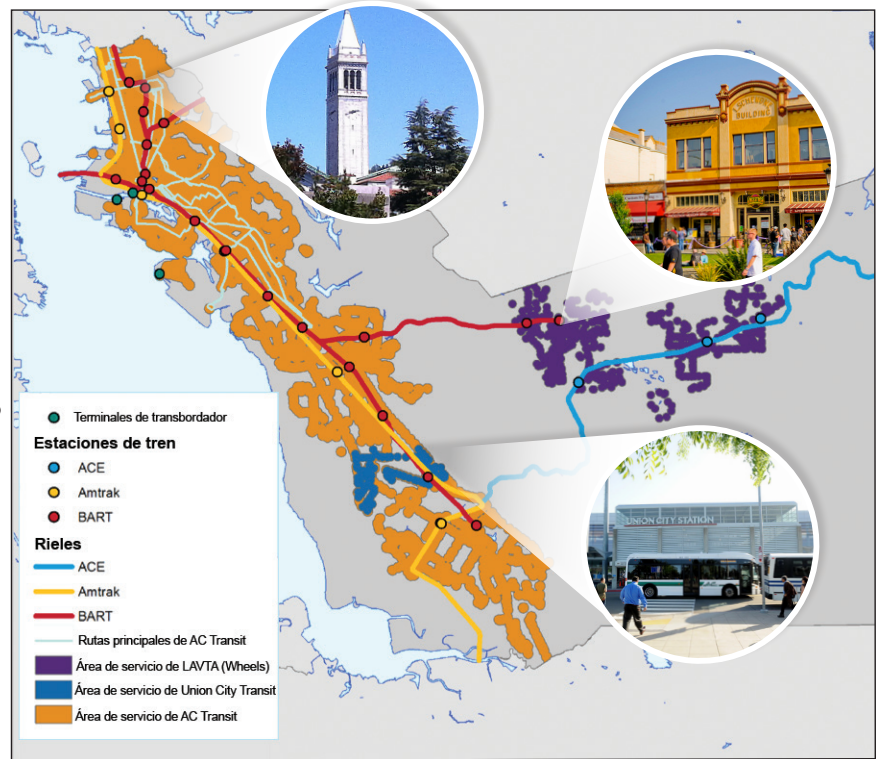 SCHERRER
BUILDING
UNION CITY STATION
Terminales de transbordador
Estaciones de tren
ACE
Amtrak
BART
Rieles
ACE
Amtrak
BART
Rutas principales de AC Transit
Área de servicio de LAVTA (Wheels)
Área de servicio de Union City Transit
Área de servicio de AC Transit